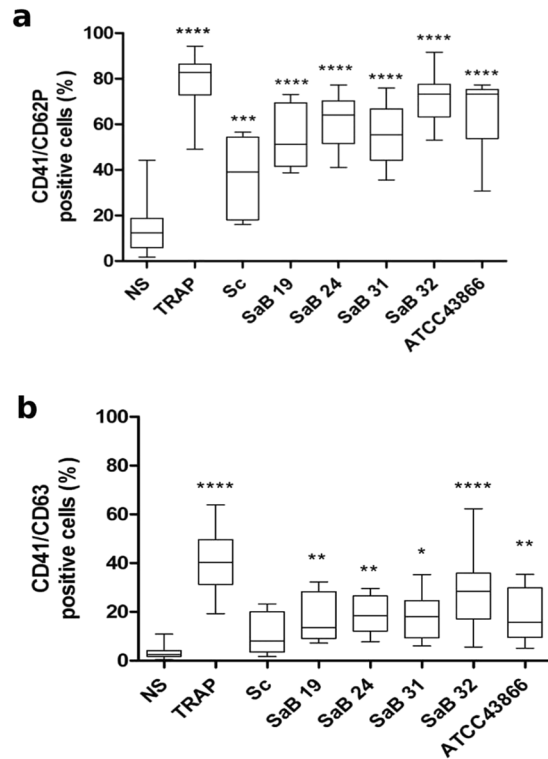 a
CD41/CD62P
positive cells (%)
100
80
60
40
20
0
****
***
****
****
****
****
****
NS
TRAP
Sc
SaB 19
SaB 24
SaB 31
SaB 32
ATCC43866
b
CD41/CD63
positive cells (%)
100
80
60
40
20
0
****
**
**
*
****
**
NS
TRAP
Sc
SaB 19
SaB 24
SaB 31
SaB 32
ATCC43866